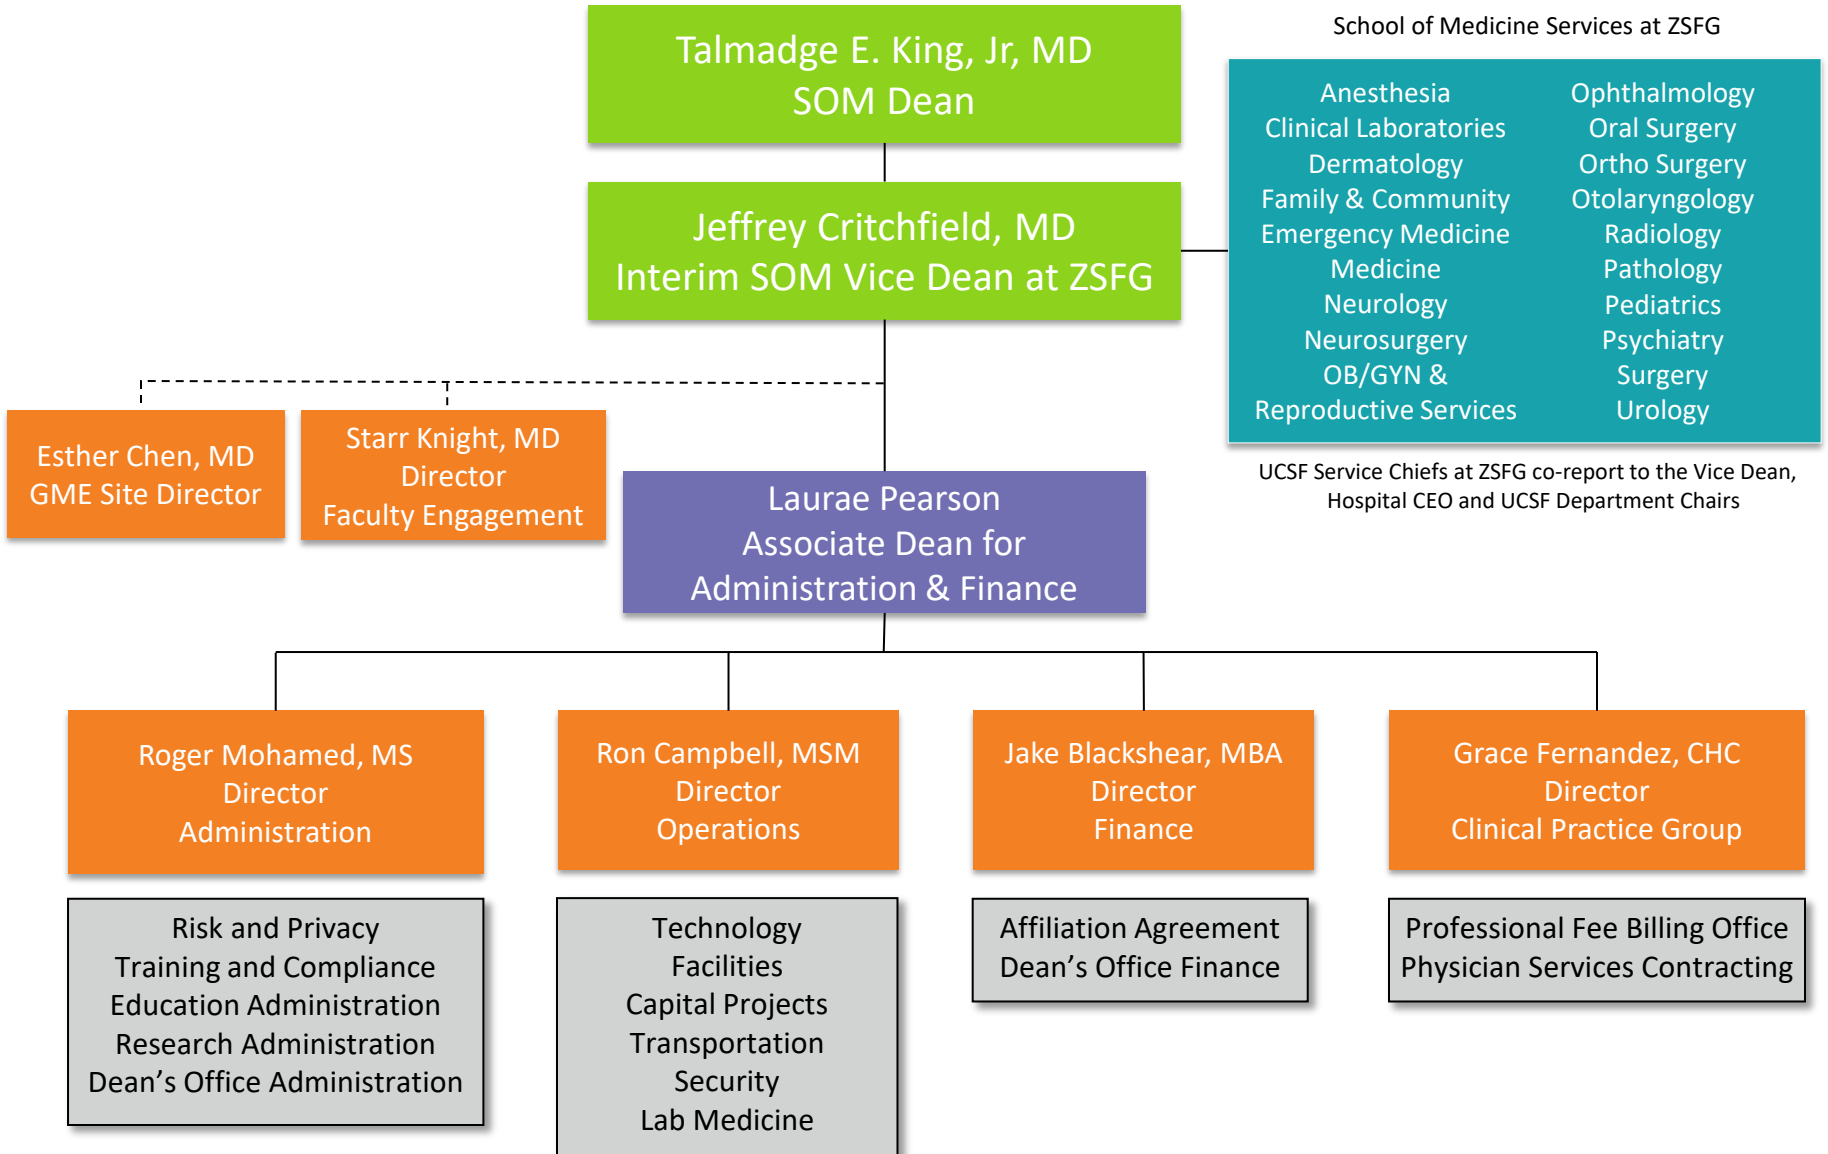 Talmadge E. King, Jr, MD
SOM Dean
School of Medicine Services at ZSFG
Jeffrey Critchfield, MD
Interim SOM Vice Dean at ZSFG
Anesthesia
Clinical Laboratories
Dermatology
Family & Community
Emergency Medicine
Medicine
Neurology
Neurosurgery
OB/GYN &
Reproductive Services
Ophthalmology
Oral Surgery
Ortho Surgery
Otolaryngology
Radiology
Pathology
Pediatrics
Psychiatry
Surgery
Urology
UCSF Service Chiefs at ZSFG co-report to the Vice Dean,
Hospital CEO and UCSF Department Chairs
Esther Chen, MD
GME Site Director
Starr Knight, MD
Director
Faculty Engagement
Laurae Pearson
Associate Dean for
Administration & Finance
Roger Mohamed, MS
Director
Administration
Risk and Privacy
Training and Compliance
Education Administration
Research Administration
Dean’s Office Administration
Ron Campbell, MSM
Director
Operations
Technology
Facilities
Capital Projects
Transportation
Security
Lab Medicine
Jake Blackshear, MBA
Director
Finance
Affiliation Agreement
Dean’s Office Finance
Grace Fernandez, CHC
Director
Clinical Practice Group
Professional Fee Billing Office
Physician Services Contracting